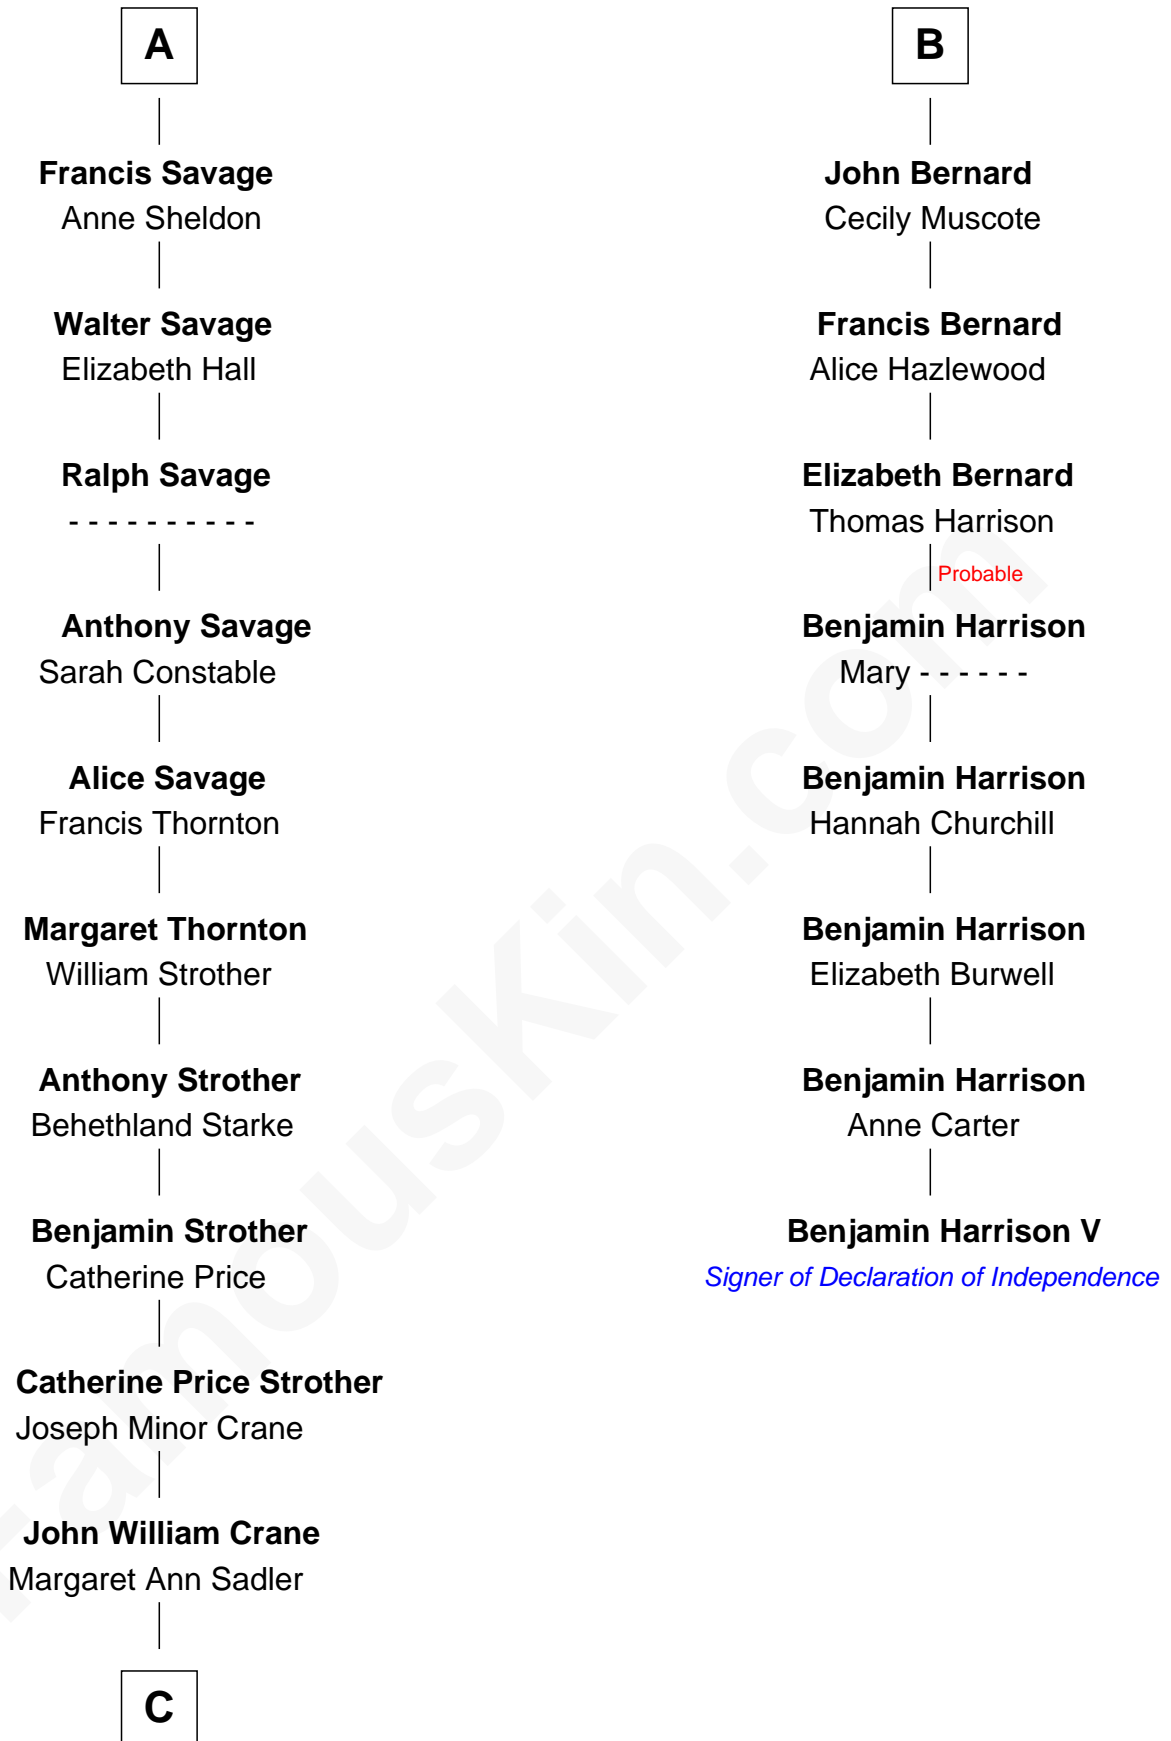 A
Francis Savage
Anne Sheldon
Walter Savage
Elizabeth Hall
Ralph Savage
- - - - - - - - - -
Anthony Savage
Sarah Constable
Alice Savage
Francis Thornton
Margaret Thornton
William Strother
Anthony Strother
Behethland Starke
Benjamin Strother
Catherine Price
Catherine Price Strother
Joseph Minor Crane
John William Crane
Margaret Ann Sadler
C
B
John Bernard
Cecily Muscote
Francis Bernard
Alice Hazlewood
Elizabeth Bernard
Thomas Harrison
Probable
Benjamin Harrison
Mary - - - - - -
Benjamin Harrison
Hannah Churchill
Benjamin Harrison
Elizabeth Burwell
Benjamin Harrison
Anne Carter
Benjamin Harrison V
Signer of Declaration of Independence
FamousKin.com